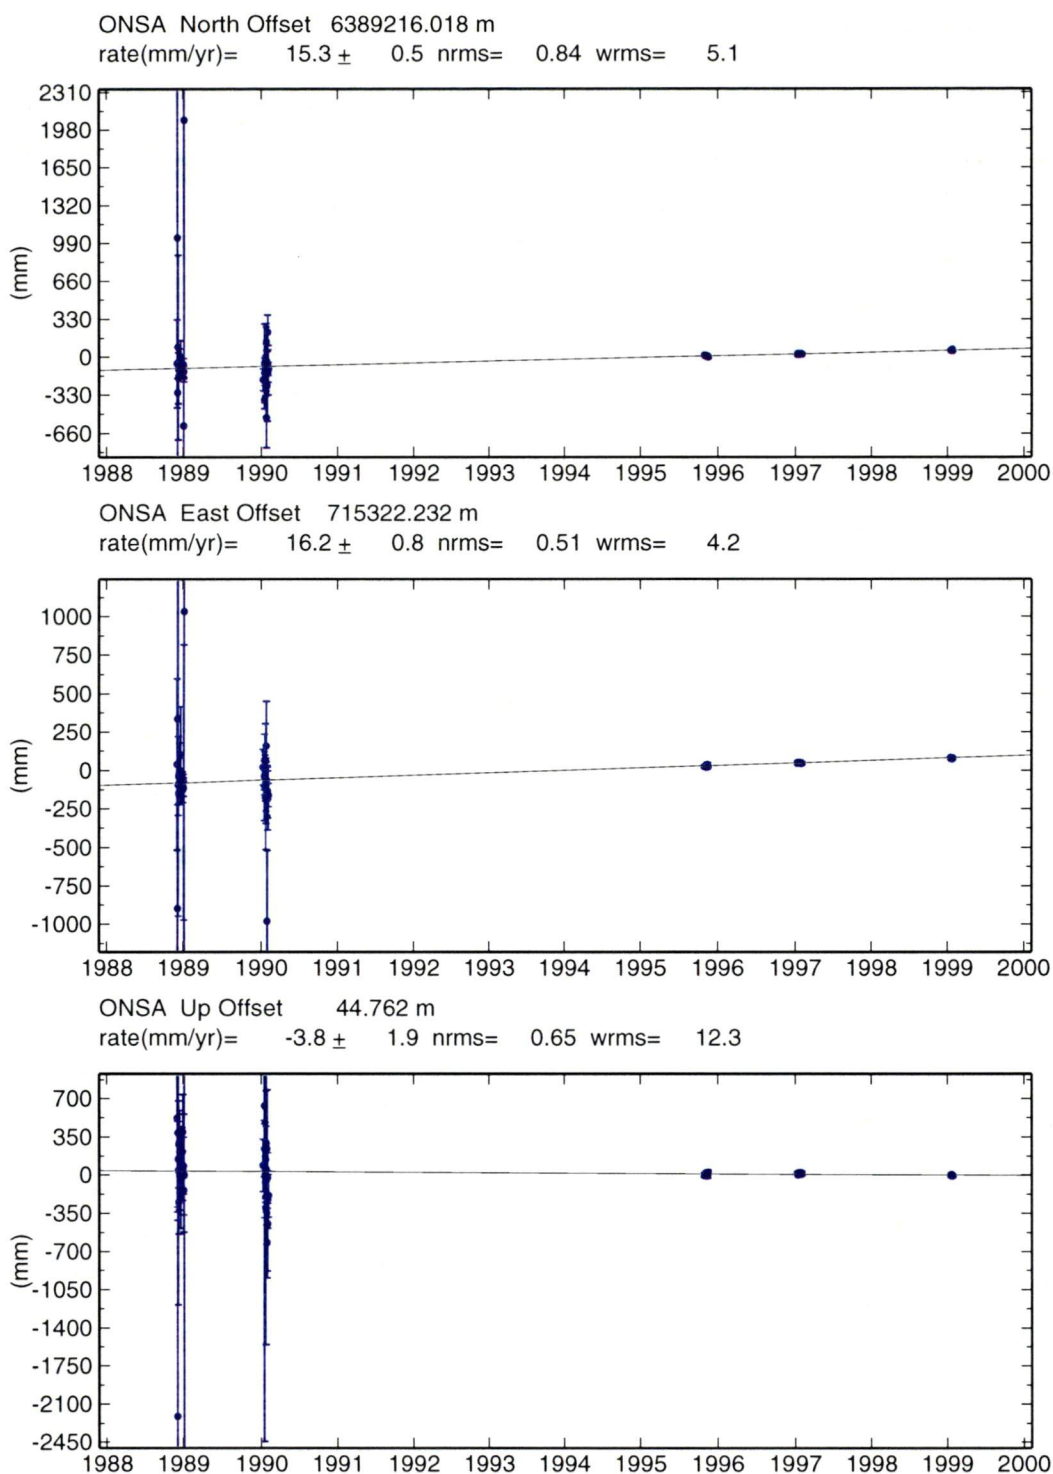 ONSA North Offset 6389216.018 m
rate(mm/yr)= 15.3 ± 0.5 nrms= 0.84 wrms= 5.1
2310
1980
1650
1320
990
660
330
0
-330
-660
(mm)
1988 1989 1990 1991 1992 1993 1994 1995 1996 1997 1998 1999 2000
ONSA East Offset 715322.232 m
rate(mm/yr)= 16.2 ± 0.8 nrms= 0.51 wrms= 4.2
1000
750
500
250
0
-250
-500
-750
-1000
(mm)
1988 1989 1990 1991 1992 1993 1994 1995 1996 1997 1998 1999 2000
ONSA Up Offset 44.762 m
rate(mm/yr)= -3.8 ± 1.9 nrms= 0.65 wrms= 12.3
700
350
0
-350
-700
-1050
-1400
-1750
-2100
-2450
(mm)
1988 1989 1990 1991 1992 1993 1994 1995 1996 1997 1998 1999 2000